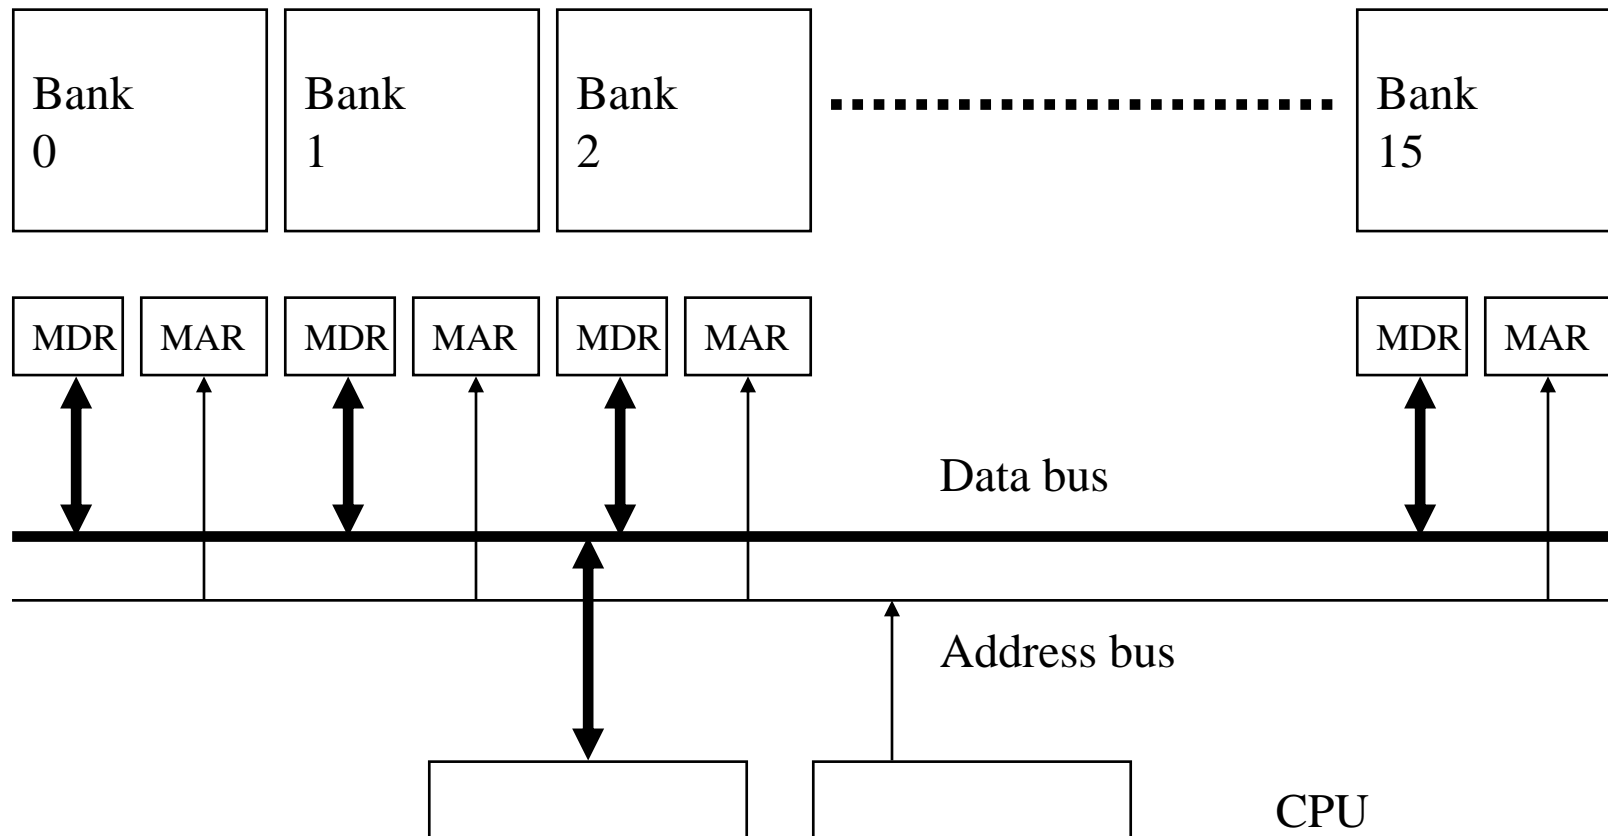 Bank
0
Bank
1
Bank
2
Bank
15
MDR MAR MDR MAR MDR MAR MDR MAR
Data bus
Address bus
CPU